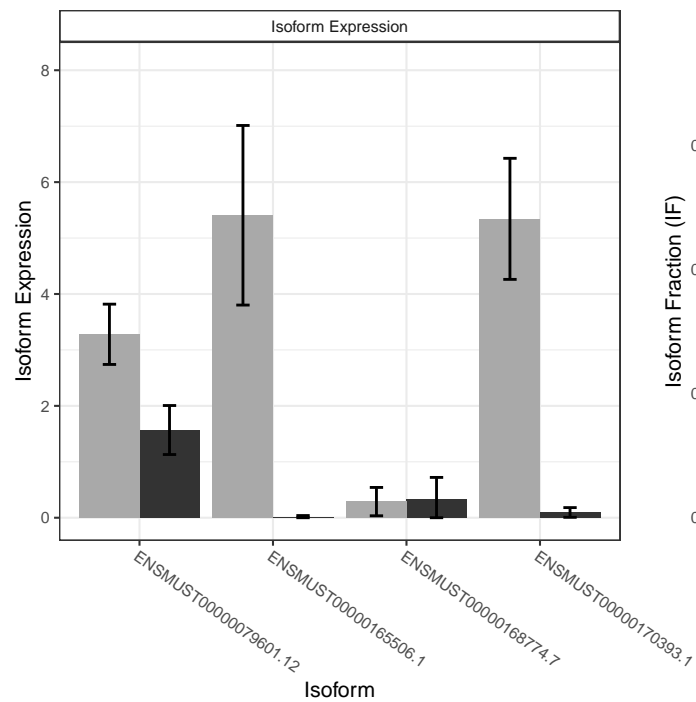 Isoform Expression
8
6
4
2
0
Isoform Expression
ENSMUST00000079601.12
ENSMUST00000165506.1
ENSMUST00000168774.7
ENSMUST00000170393.1
Isoform
Isoform Fraction (IF)